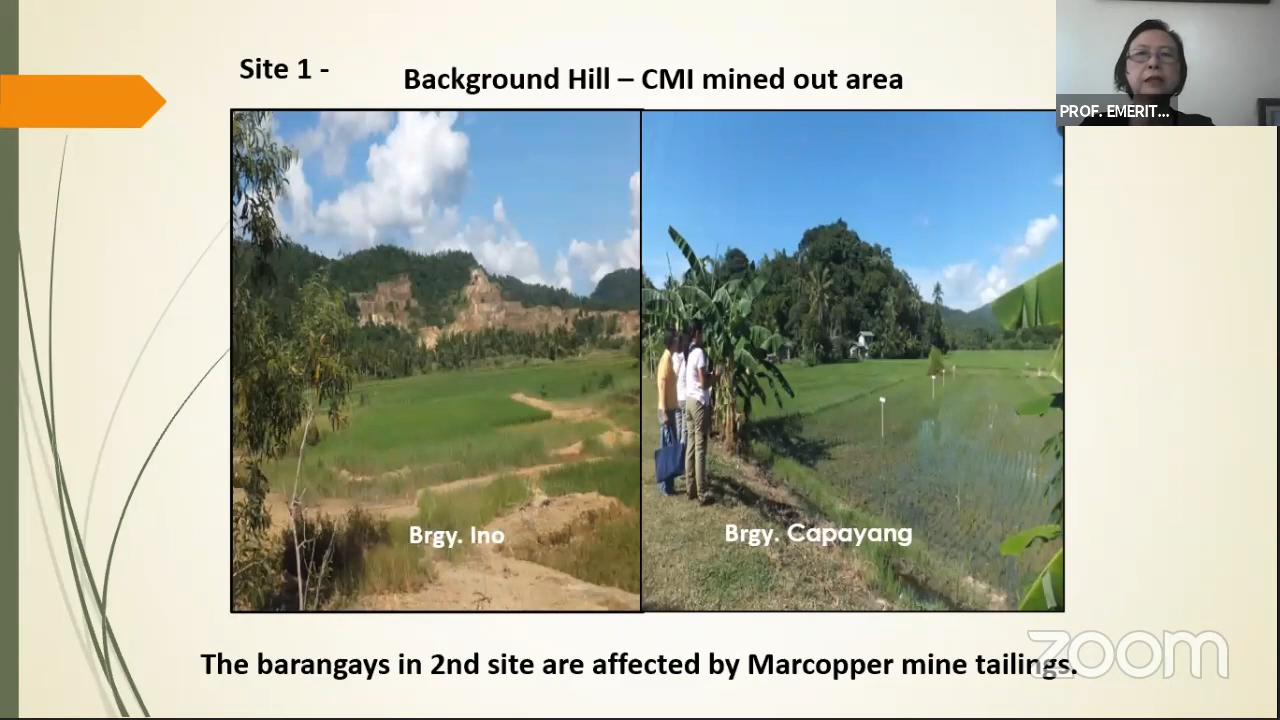 Site 1 -
Background Hill – CMI mined out area
PROF. EMERIT...
Brgy. Ino
Brgy. Capayang
The barangays in 2nd site are affected by Marcopper mine tailings.
zoom